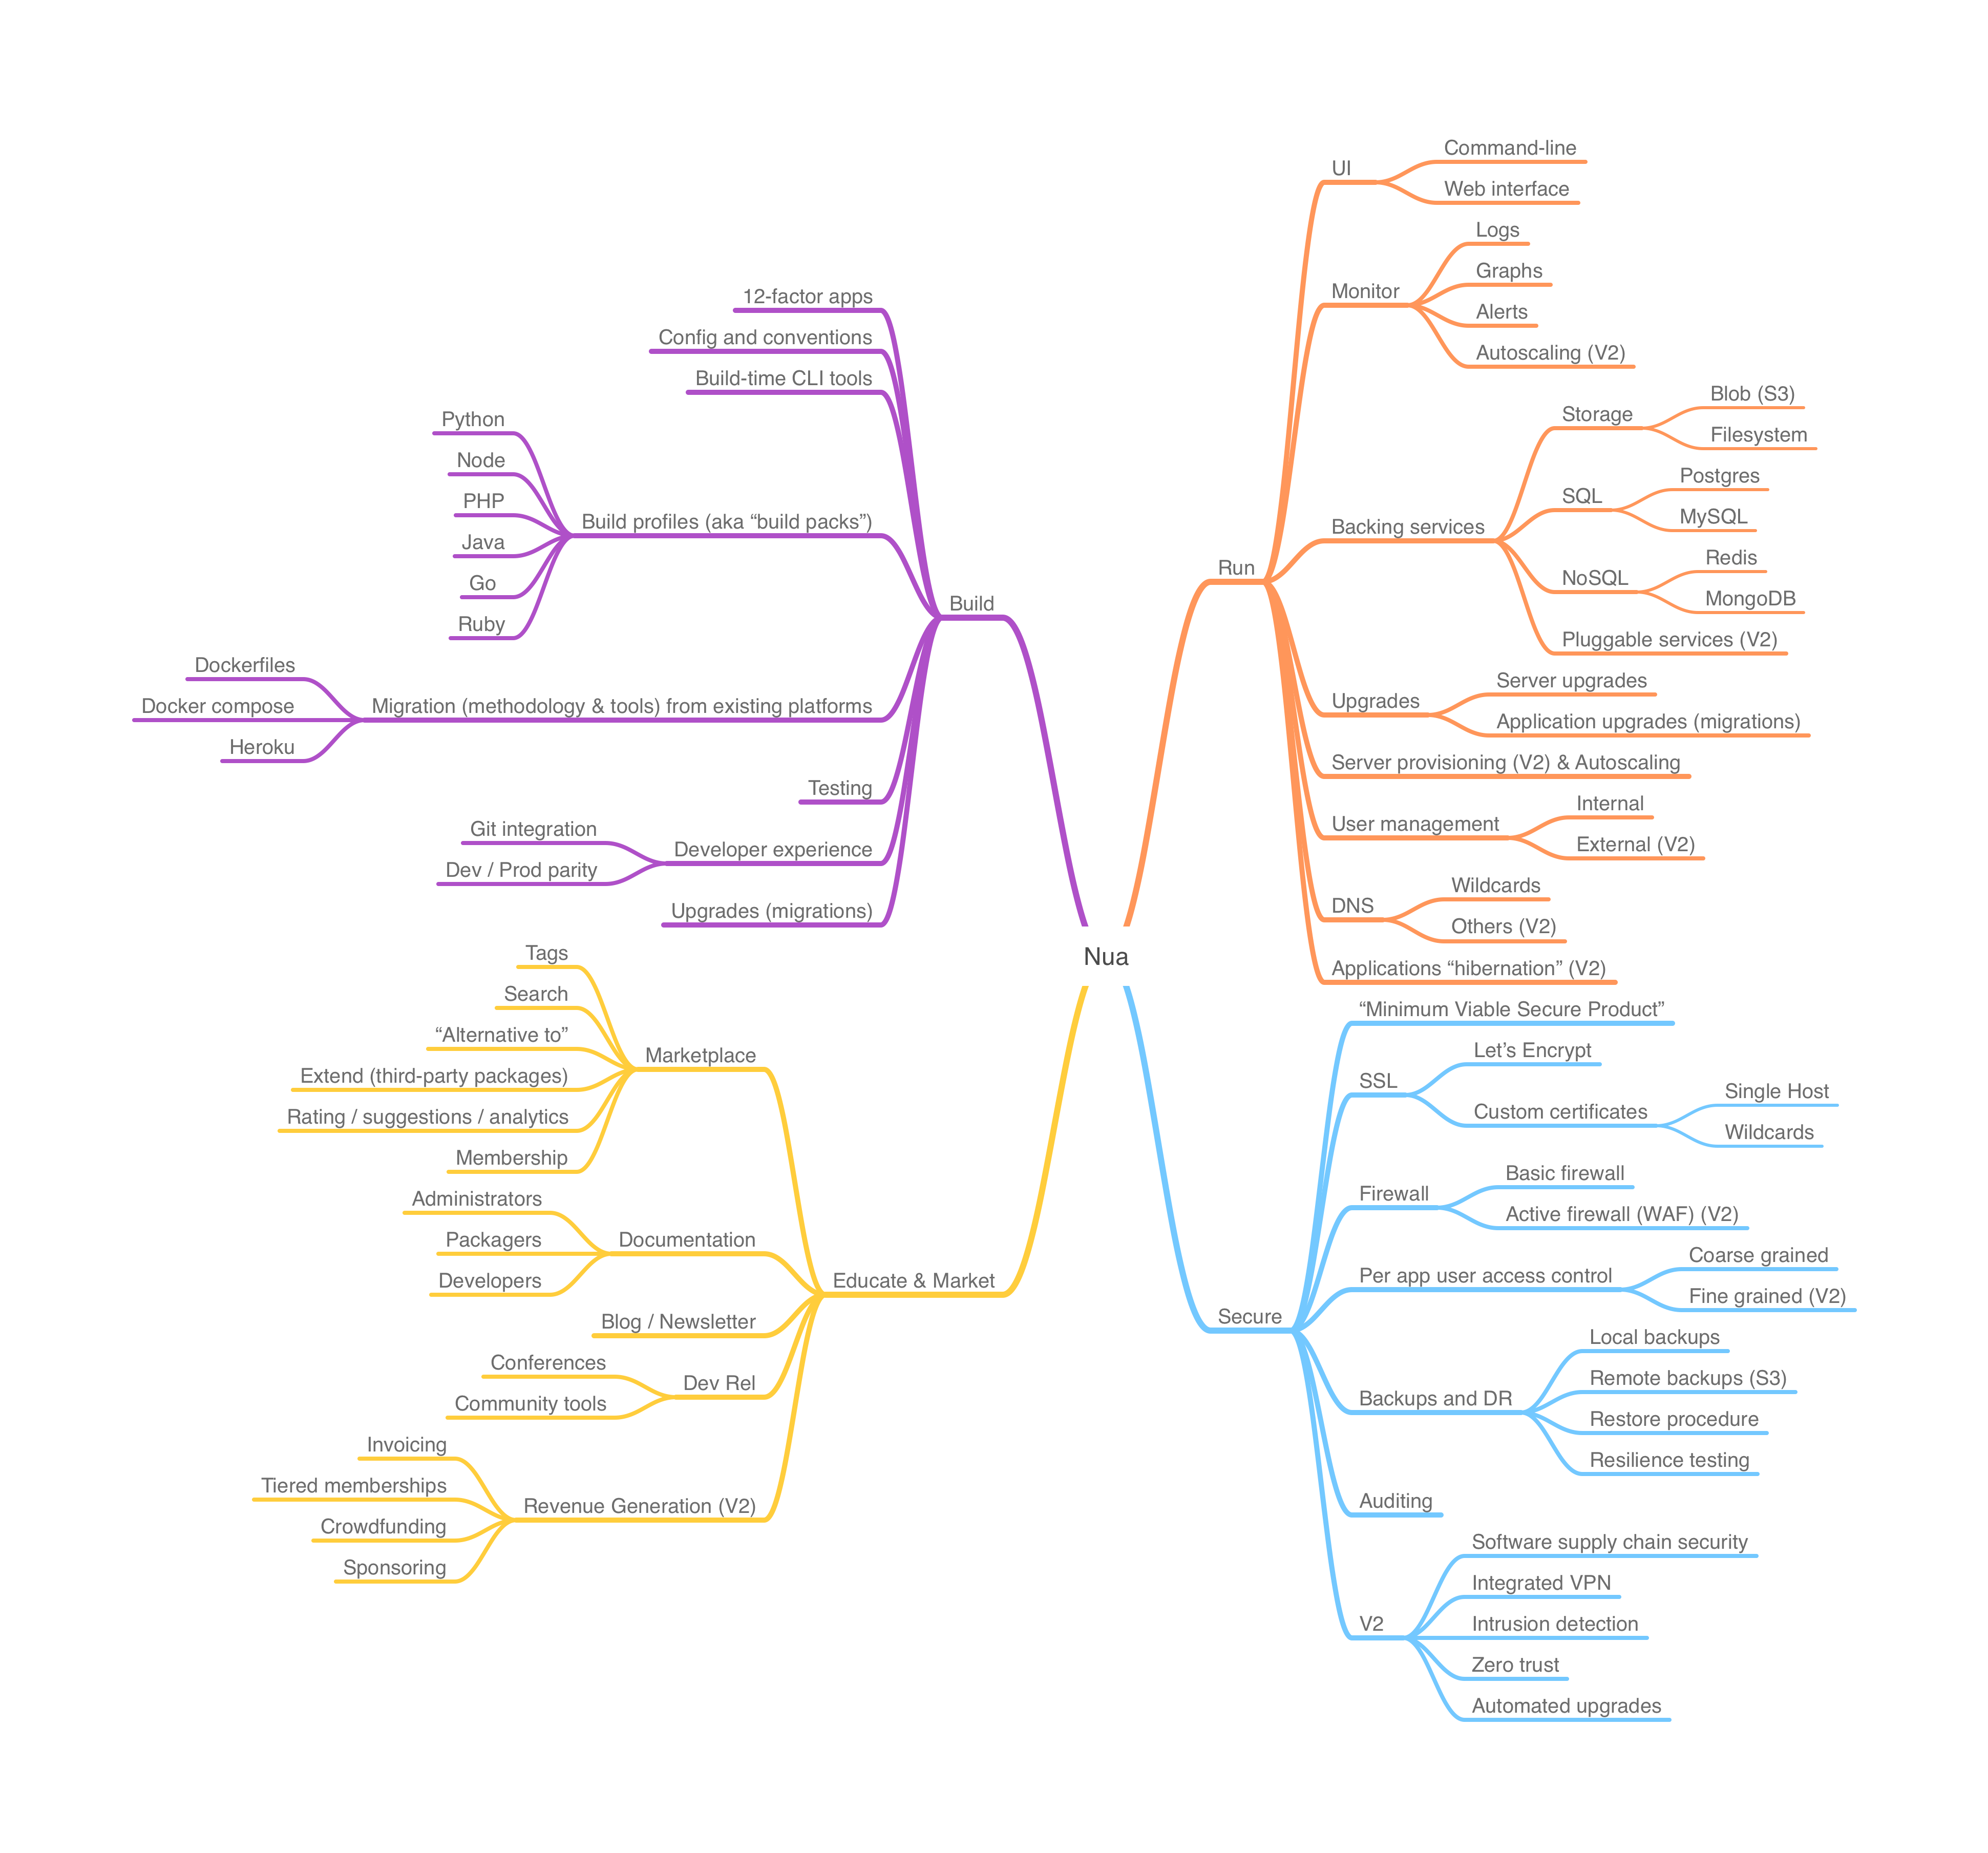 Nua
Build
12-factor apps
Config and conventions
Build-time CLI tools
Build profiles (aka “build packs”)
Python
Node
PHP
Java
Go
Ruby
Migration (methodology & tools) from existing platforms
Dockerfiles
Docker compose
Heroku
Testing
Developer experience
Git integration
Dev / Prod parity
Upgrades (migrations)
Educate & Market
Marketplace
Tags
Search
“Alternative to”
Extend (third-party packages)
Rating / suggestions / analytics
Membership
Documentation
Administrators
Packagers
Developers
Blog / Newsletter
Dev Rel
Conferences
Community tools
Revenue Generation (V2)
Invoicing
Tiered memberships
Crowdfunding
Sponsoring
Run
UI
Command-line
Web interface
Monitor
Logs
Graphs
Alerts
Autoscaling (V2)
Backing services
Storage
Blob (S3)
Filesystem
SQL
Postgres
MySQL
NoSQL
Redis
MongoDB
Pluggable services (V2)
Upgrades
Server upgrades
Application upgrades (migrations)
Server provisioning (V2) & Autoscaling
User management
Internal
External (V2)
DNS
Wildcards
Others (V2)
Applications “hibernation” (V2)
Secure
“Minimum Viable Secure Product”
SSL
Let’s Encrypt
Custom certificates
Single Host
Wildcards
Firewall
Basic firewall
Active firewall (WAF) (V2)
Per app user access control
Coarse grained
Fine grained (V2)
Backups and DR
Local backups
Remote backups (S3)
Restore procedure
Resilience testing
Auditing
V2
Software supply chain security
Integrated VPN
Intrusion detection
Zero trust
Automated upgrades